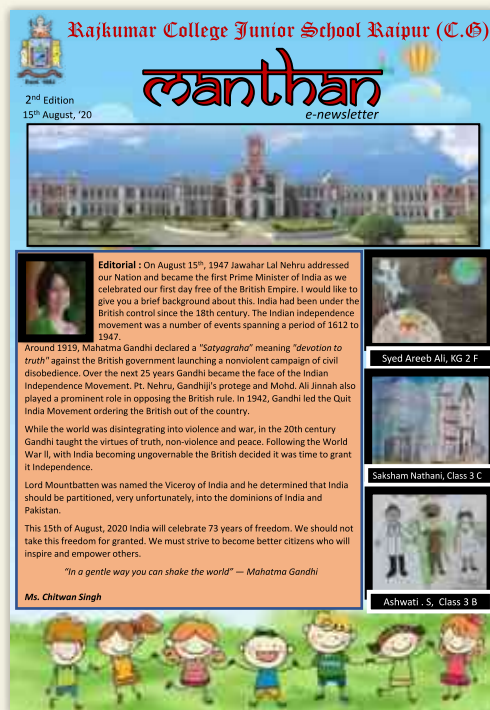 Rajkumar College Junior School Raipur (C.G)
manthan
e-newsletter
2nd Edition
15th August, ‘20
Editorial : On August 15th, 1947 Jawahar Lal Nehru addressed
our Nation and became the first Prime Minister of India as we
celebrated our first day free of the British Empire. I would like to
give you a brief background about this. India had been under the
British control since the 18th century. The Indian independence
movement was a number of events spanning a period of 1612 to
1947.
Around 1919, Mahatma Gandhi declared a "Satyagraha" meaning "devotion to
truth" against the British government launching a nonviolent campaign of civil
disobedience. Over the next 25 years Gandhi became the face of the Indian
Independence Movement. Pt. Nehru, Gandhiji's protege and Mohd. Ali Jinnah also
played a prominent role in opposing the British rule. In 1942, Gandhi led the Quit
India Movement ordering the British out of the country.
While the world was disintegrating into violence and war, in the 20th century
Gandhi taught the virtues of truth, non-violence and peace. Following the World
War ll, with India becoming ungovernable the British decided it was time to grant
it Independence.
Lord Mountbatten was named the Viceroy of India and he determined that India
should be partitioned, very unfortunately, into the dominions of India and
Pakistan.
This 15th of August, 2020 India will celebrate 73 years of freedom. We should not
take this freedom for granted. We must strive to become better citizens who will
inspire and empower others.
“In a gentle way you can shake the world” — Mahatma Gandhi
Ms. Chitwan Singh
Syed Areeb Ali, KG 2 F
Saksham Nathani, Class 3 C
Ashwati . S, Class 3 B